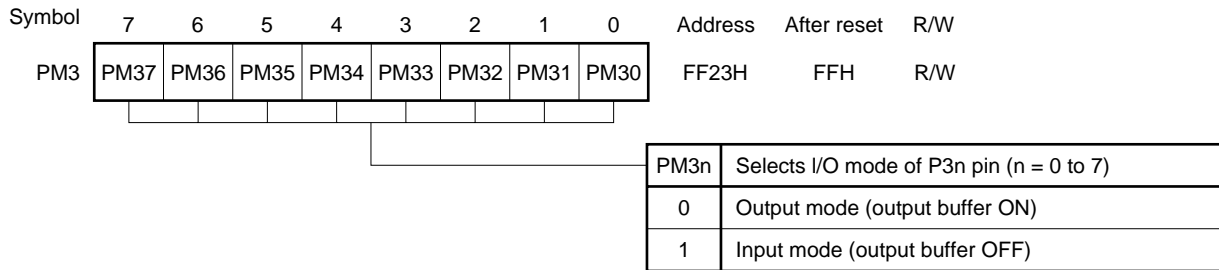 Symbol 7 6 5 4 3 2 1 0 Address After reset R/W
PM3 PM37 PM36 PM35 PM34 PM33 PM32 PM31 PM30 FF23H FFH R/W
PM3n Selects I/O mode of P3n pin (n = 0 to 7)
0 Output mode (output buffer ON)
1 Input mode (output buffer OFF)